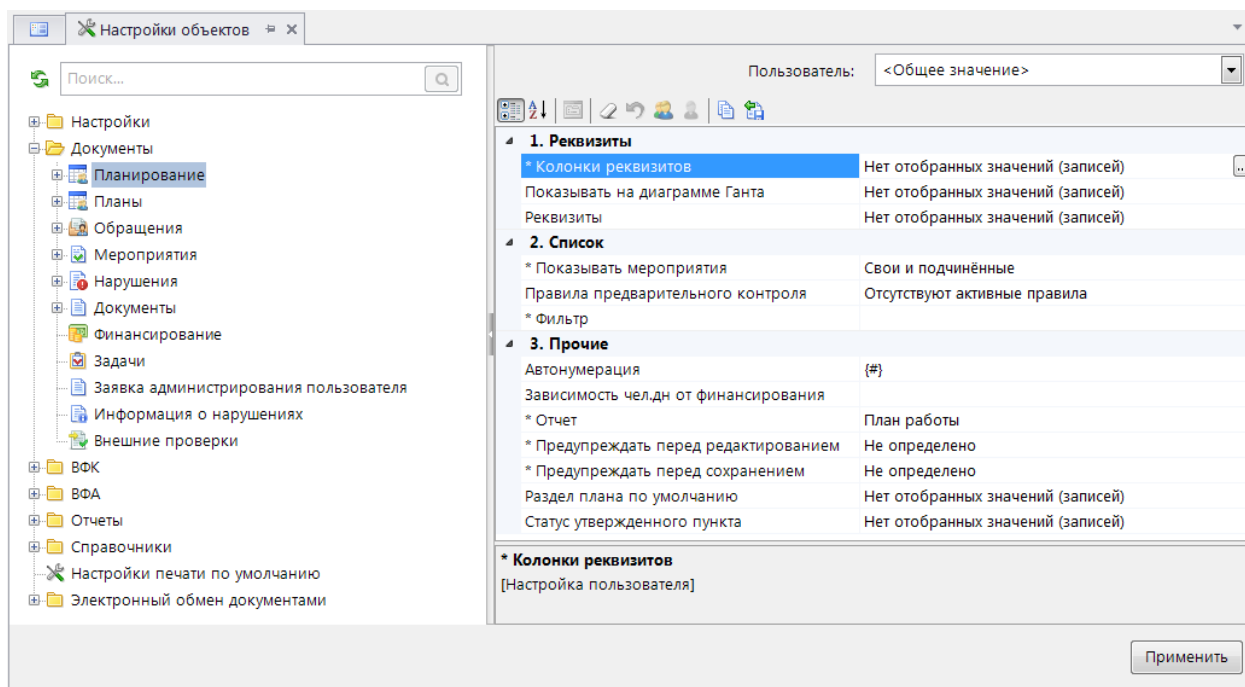 Настройки объектов
Поиск...
Настройки
Документы
Планирование
Планы
Обращения
Мероприятия
Нарушения
Документы
Финансирование
Задачи
Заявка администрирования пользователя
Информация о нарушениях
Внешние проверки
ВФК
ВФА
Отчеты
Справочники
Настройки печати по умолчанию
Электронный обмен документами
Пользователь: <Общее значение>
1. Реквизиты
* Колонки реквизитов Нет отобранных значений (записей) ...
Показывать на диаграмме Ганта Нет отобранных значений (записей)
Реквизиты Нет отобранных значений (записей)
2. Список
* Показывать мероприятия Свои и подчинённые
Правила предварительного контроля Отсутствуют активные правила
* Фильтр
3. Прочие
Автонумерация {#}
Зависимость чел.дн от финансирования
* Отчет План работы
* Предупреждать перед редактированием Не определено
* Предупреждать перед сохранением Не определено
Раздел плана по умолчанию Нет отобранных значений (записей)
Статус утвержденного пункта Нет отобранных значений (записей)
* Колонки реквизитов
[Настройка пользователя]
Применить